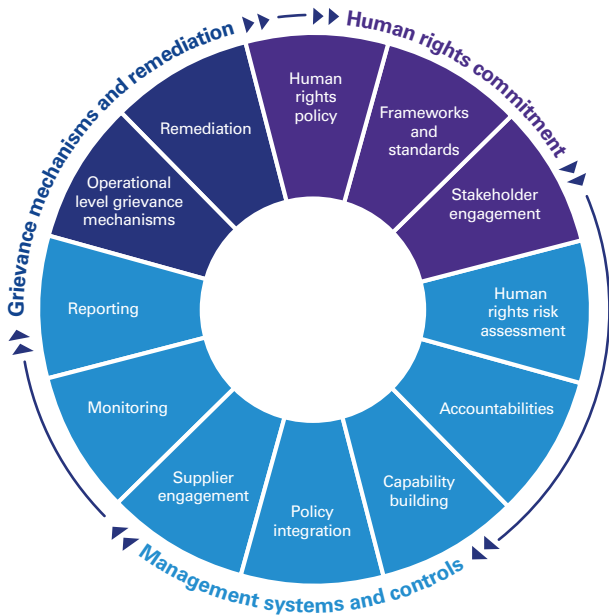 Human rights commitment
Human
rights
policy
Frameworks
and
standards
Stakeholder
engagement
Management systems and controls
Human
rights risk
assessment
Accountabilities
Capability
building
Policy
integration
Supplier
engagement
Monitoring
Reporting
Grievance mechanisms and remediation
Operational
level grievance
mechanisms
Remediation